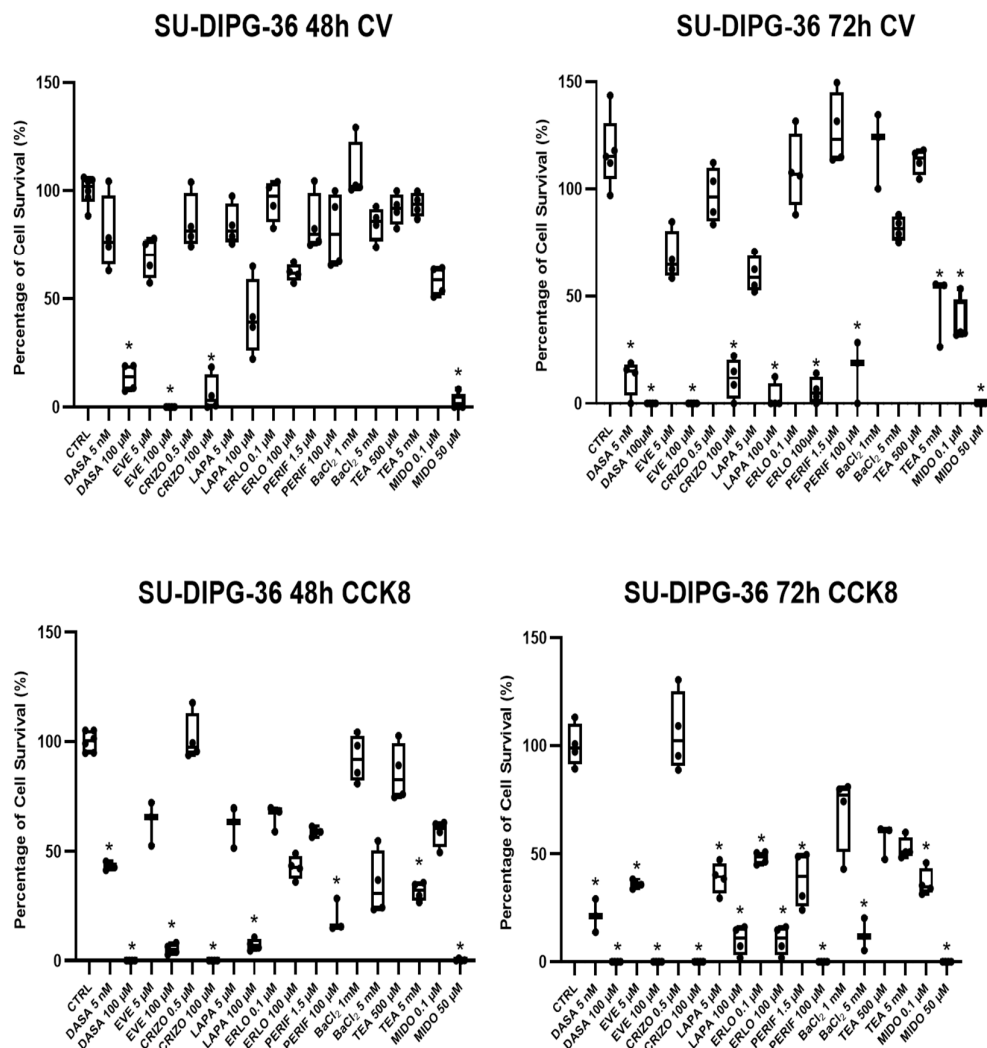 SU-DIPG-36 48h CV
Percentage of Cell Survival (%)
150
100
50
0
CTRL
DASA 5 nM
DASA 100 µM
EVE 5 µM
EVE 100 µM
CRIZO 0.5 µM
CRIZO 100 µM
LAPA 5 µM
LAPA 100 µM
ERLO 0.1 µM
ERLO 100 µM
PERIF 1.5 µM
PERIF 100 µM
BaCl₂ 1 mM
BaCl₂ 5 mM
TEA 500 µM
TEA 5 mM
MIDO 0.1 µM
MIDO 50 µM
SU-DIPG-36 72h CV
Percentage of Cell Survival (%)
150
100
50
0
CTRL
DASA 5 nM
DASA 100µM
EVE 5 µM
EVE 100 µM
CRIZO 0.5 µM
CRIZO 100 µM
LAPA 5 µM
LAPA 100 µM
ERLO 0.1 µM
ERLO 100µM
PERIF 1.5 µM
PERIF 100 µM
BaCl₂ 1mM
BaCl₂ 5 mM
TEA 500 µM
TEA 5 mM
MIDO 0.1 µM
MIDO 50 µM
SU-DIPG-36 48h CCK8
Percentage of Cell Survival (%)
150
100
50
0
CTRL
DASA 5 nM
DASA 100 µM
EVE 5 µM
EVE 100 µM
CRIZO 0.5 µM
CRIZO 100 µM
LAPA 5 µM
LAPA 100 µM
ERLO 0.1 µM
ERLO 100 µM
PERIF 1.5 µM
PERIF 100 µM
BaCl₂ 1mM
BaCl₂ 5 mM
TEA 500 µM
TEA 5 mM
MIDO 0.1 µM
MIDO 50 µM
SU-DIPG-36 72h CCK8
Percentage of Cell Survival (%)
150
100
50
0
CTRL
DASA 5 nM
DASA 100 µM
EVE 5 µM
EVE 100 µM
CRIZO 0.5 µM
CRIZO 100 µM
LAPA 5 µM
LAPA 100 µM
ERLO 0.1 µM
ERLO 100 µM
PERIF 1.5 µM
PERIF 100 µM
BaCl₂ 1 mM
BaCl₂ 5 mM
TEA 500 µM
TEA 5 mM
MIDO 0.1 µM
MIDO 50 µM